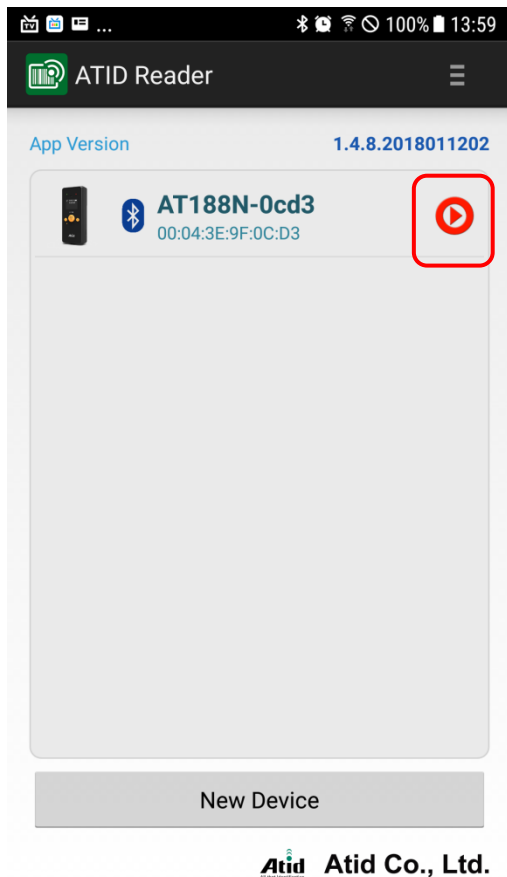 ... 100% 13:59
ATID Reader
App Version 1.4.8.2018011202
AT188N-0cd3
00:04:3E:9F:0C:D3
New Device
Atid Atid Co., Ltd.